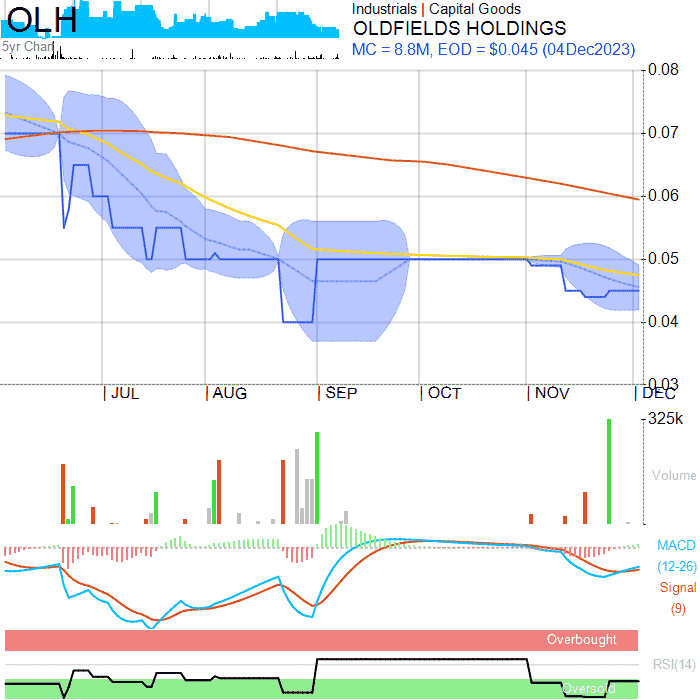 OLH
5yr Chart
Industrials | Capital Goods
OLDFIELDS HOLDINGS
MC = 8.8M, EOD = $0.045 (04Dec2023)
0.08
0.07
0.06
0.05
0.04
0.03
JUL AUG SEP OCT NOV DEC
325k
Volume
MACD
(12-26)
Signal
(9)
Overbought
RSI(14)
Oversold